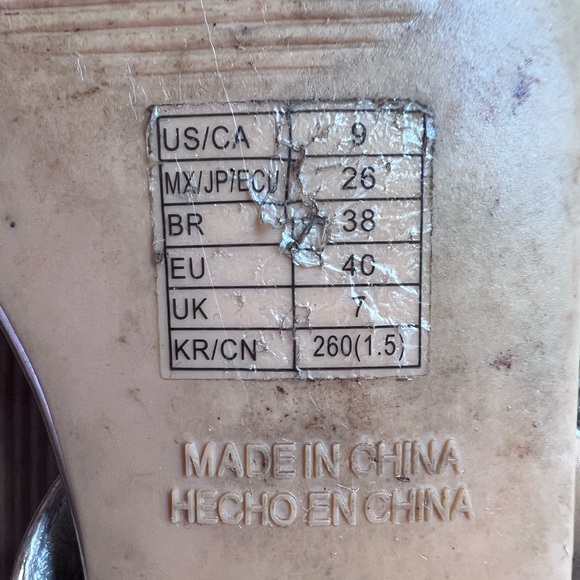 US/CA 9
MX/JP/ECU 26
BR 38
EU 40
UK 7
KR/CN 260(1.5)
MADE IN CHINA
HECHO EN CHINA